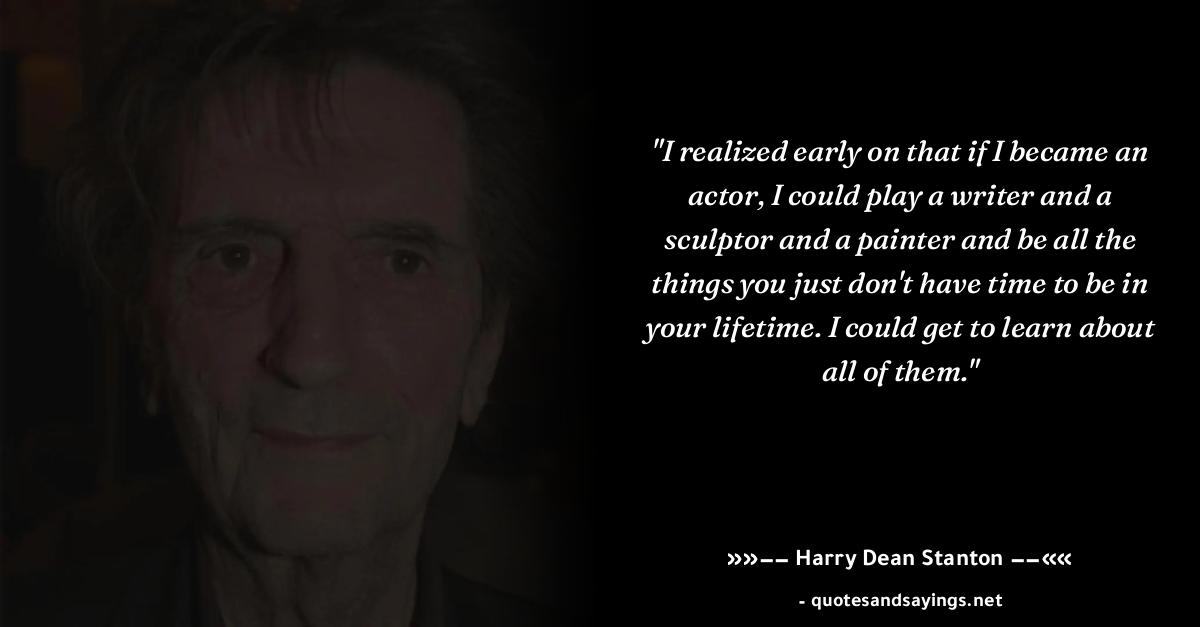 "I realized early on that if I became an
actor, I could play a writer and a
sculptor and a painter and be all the
things you just don't have time to be in
your lifetime. I could get to learn about
all of them."
»»−− Harry Dean Stanton −−««
- quotesandsayings.net